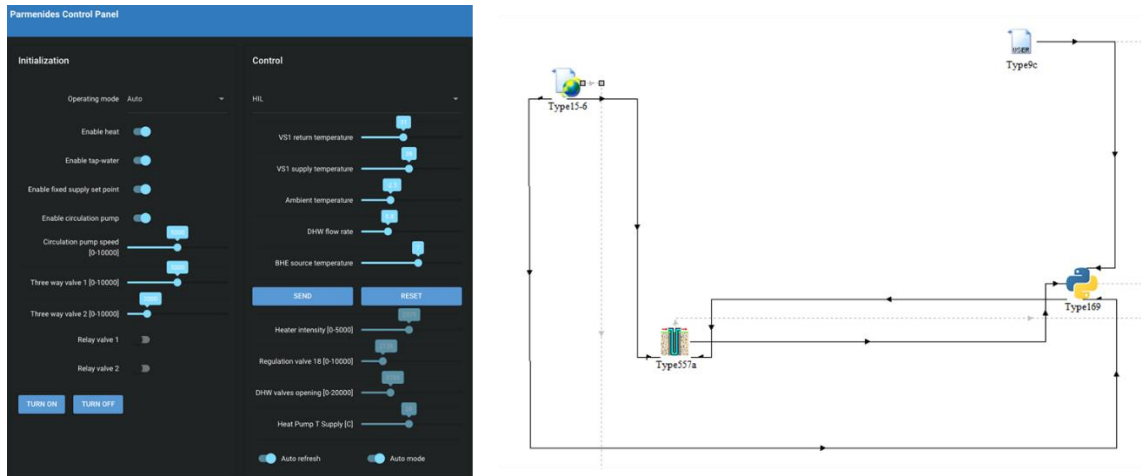 Parmenides Control Panel
Initialization
Operating mode Auto
Enable heat
Enable tap-water
Enable fixed supply set point
Enable circulation pump
Circulation pump speed
[0-10000]
5000
Three way valve 1 [0-10000]
5000
Three way valve 2 [0-10000]
Relay valve 1
Relay valve 2
TURN ON TURN OFF
Control
HIL
VS1 return temperature
VS1 supply temperature
Ambient temperature
DHW flow rate
BHE source temperature
SEND RESET
Heater intensity [0-5000]
Regulation valve 18 [0-10000]
DHW valves opening [0-20000]
Heat Pump T Supply [C]
Auto refresh Auto mode
Type15-6
USER
Type9c
Type169
Type557a